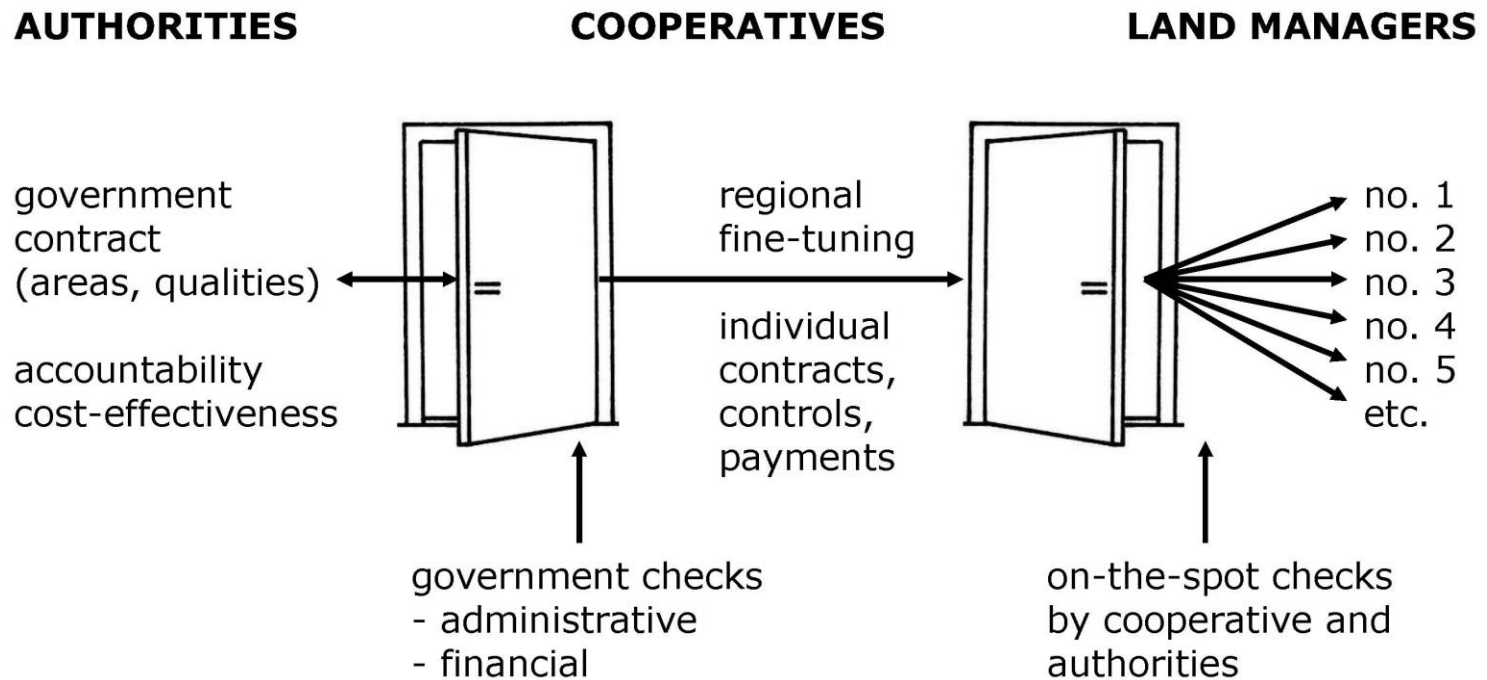 AUTHORITIES
COOPERATIVES
LAND MANAGERS
government
contract
(areas, qualities)
accountability
cost-effectiveness
regional
fine-tuning
individual
contracts,
controls,
payments
no. 1
no. 2
no. 3
no. 4
no. 5
etc.
government checks
- administrative
- financial
on-the-spot checks
by cooperative and
authorities